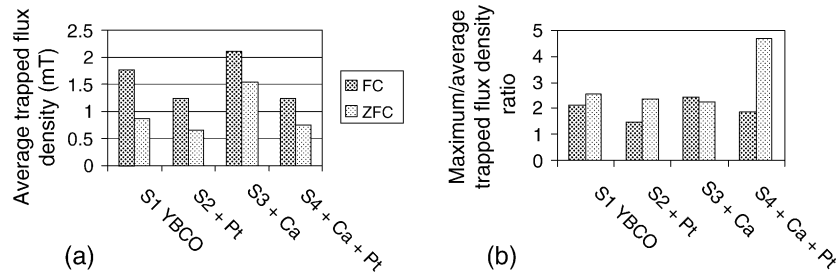 Average trapped flux
density (mT)
2.5
2
1.5
1
0.5
0
S1 YBCO
S2 + Pt
S3 + Ca
S4 + Ca + Pt
FC
ZFC
(a)
Maximum/average
trapped flux density
ratio
5
4
3
2
1
0
S1 YBCO
S2 + Pt
S3 + Ca
S4 + Ca + Pt
(b)